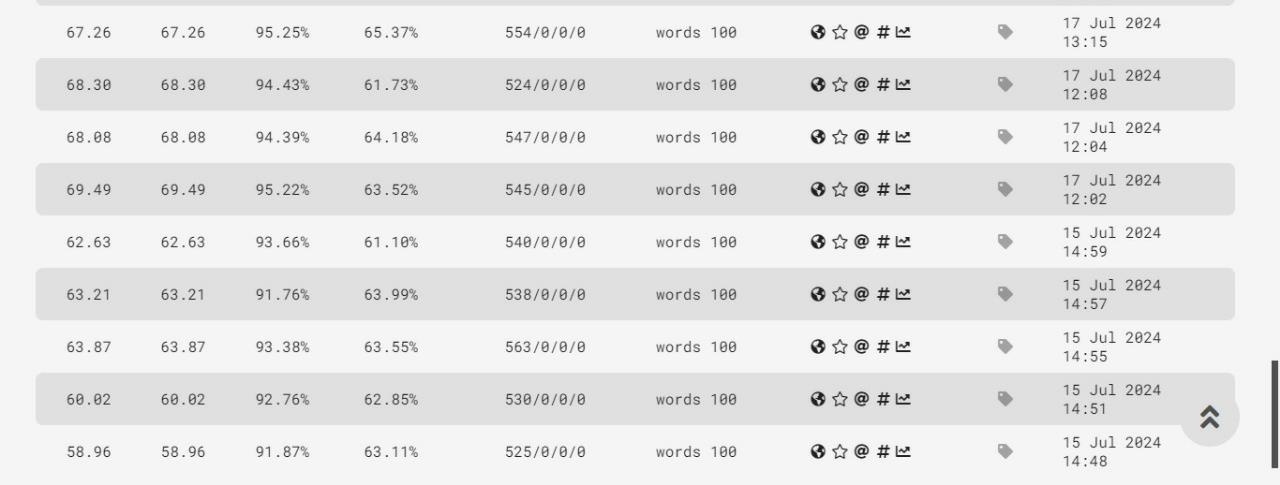 67.26 67.26 95.25% 65.37% 554/0/0/0 words 100 @ # 17 Jul 2024
13:15
68.30 68.30 94.43% 61.73% 524/0/0/0 words 100 @ # 17 Jul 2024
12:08
68.08 68.08 94.39% 64.18% 547/0/0/0 words 100 @ # 17 Jul 2024
12:04
69.49 69.49 95.22% 63.52% 545/0/0/0 words 100 @ # 17 Jul 2024
12:02
62.63 62.63 93.66% 61.10% 540/0/0/0 words 100 @ # 15 Jul 2024
14:59
63.21 63.21 91.76% 63.99% 538/0/0/0 words 100 @ # 15 Jul 2024
14:57
63.87 63.87 93.38% 63.55% 563/0/0/0 words 100 @ # 15 Jul 2024
14:55
60.02 60.02 92.76% 62.85% 530/0/0/0 words 100 @ # 15 Jul 2024
14:51
58.96 58.96 91.87% 63.11% 525/0/0/0 words 100 @ # 15 Jul 2024
14:48